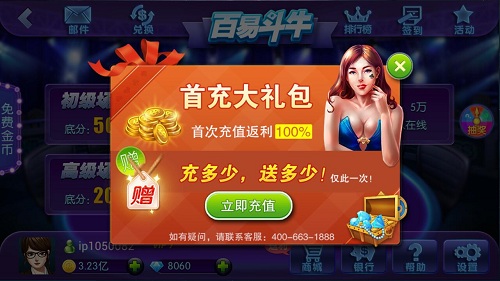 邮件
兑换
百易斗牛
排行榜
签到
活动
免费金币
首充大礼包
首次充值返利100%
初级场
底分:
5万
在线
抽奖
赠
赠
充多少，送多少！仅此一次！
高级场
底分:
立即充值
如有疑问，请联系客服：400-663-1888
ip1050082
3.23亿
8060
商城
银行
帮助
设置